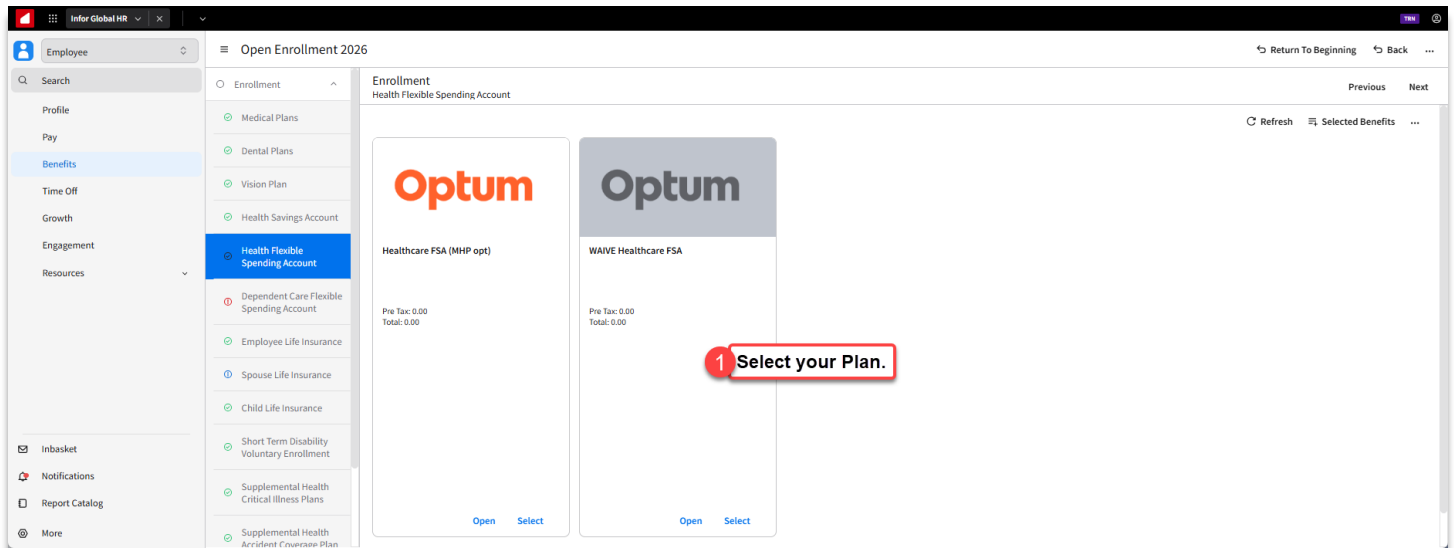 Infor Global HR
TRN
Employee
Open Enrollment 2026
Return To Beginning
Back
Search
Profile
Pay
Benefits
Time Off
Growth
Engagement
Resources
Inbasket
Notifications
Report Catalog
More
Enrollment
Medical Plans
Dental Plans
Vision Plan
Health Savings Account
Health Flexible
Spending Account
Dependent Care Flexible
Spending Account
Employee Life Insurance
Spouse Life Insurance
Child Life Insurance
Short Term Disability
Voluntary Enrollment
Supplemental Health
Critical Illness Plans
Supplemental Health
Accident Coverage Plan
Enrollment
Health Flexible Spending Account
Previous
Next
Refresh
Selected Benefits
Optum
Healthcare FSA (MHP opt)
Pre Tax: 0.00
Total: 0.00
Open
Select
Optum
WAIVE Healthcare FSA
Pre Tax: 0.00
Total: 0.00
1 Select your Plan.
Open
Select